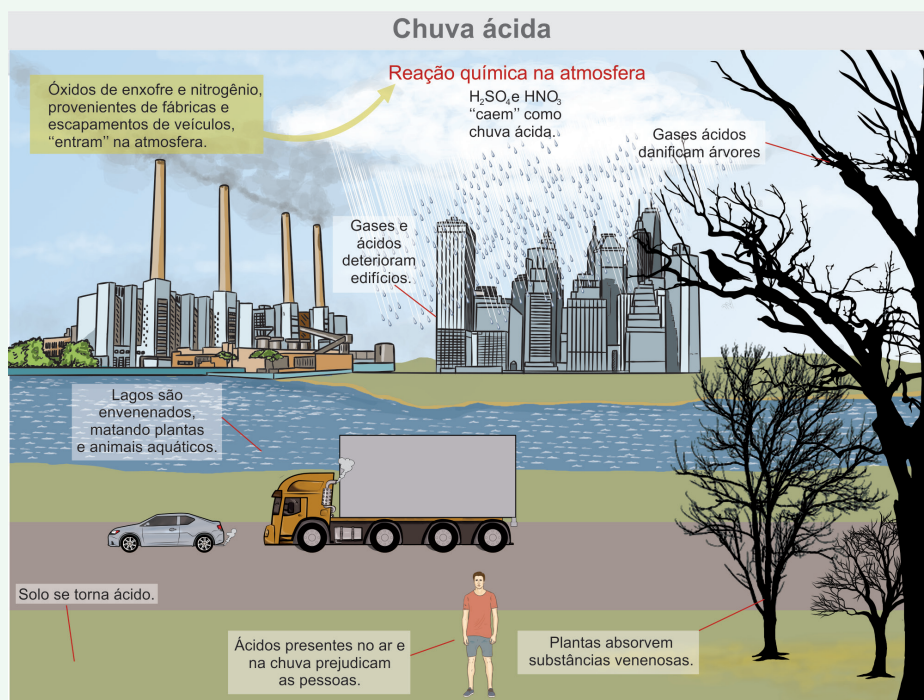 Chuva ácida
Óxidos de enxofre e nitrogênio,
provenientes de fábricas e
escapamentos de veículos,
“entram” na atmosfera.
Reação química na atmosfera
H₂SO₄ e HNO₃
“caem” como
chuva ácida.
Gases ácidos
danificam árvores
Gases e
ácidos
deterioram
edifícios.
Lagos são
envenenados,
matando plantas
e animais aquáticos.
Solo se torna ácido.
Ácidos presentes no ar e
na chuva prejudicam
as pessoas.
Plantas absorvem
substâncias venenosas.